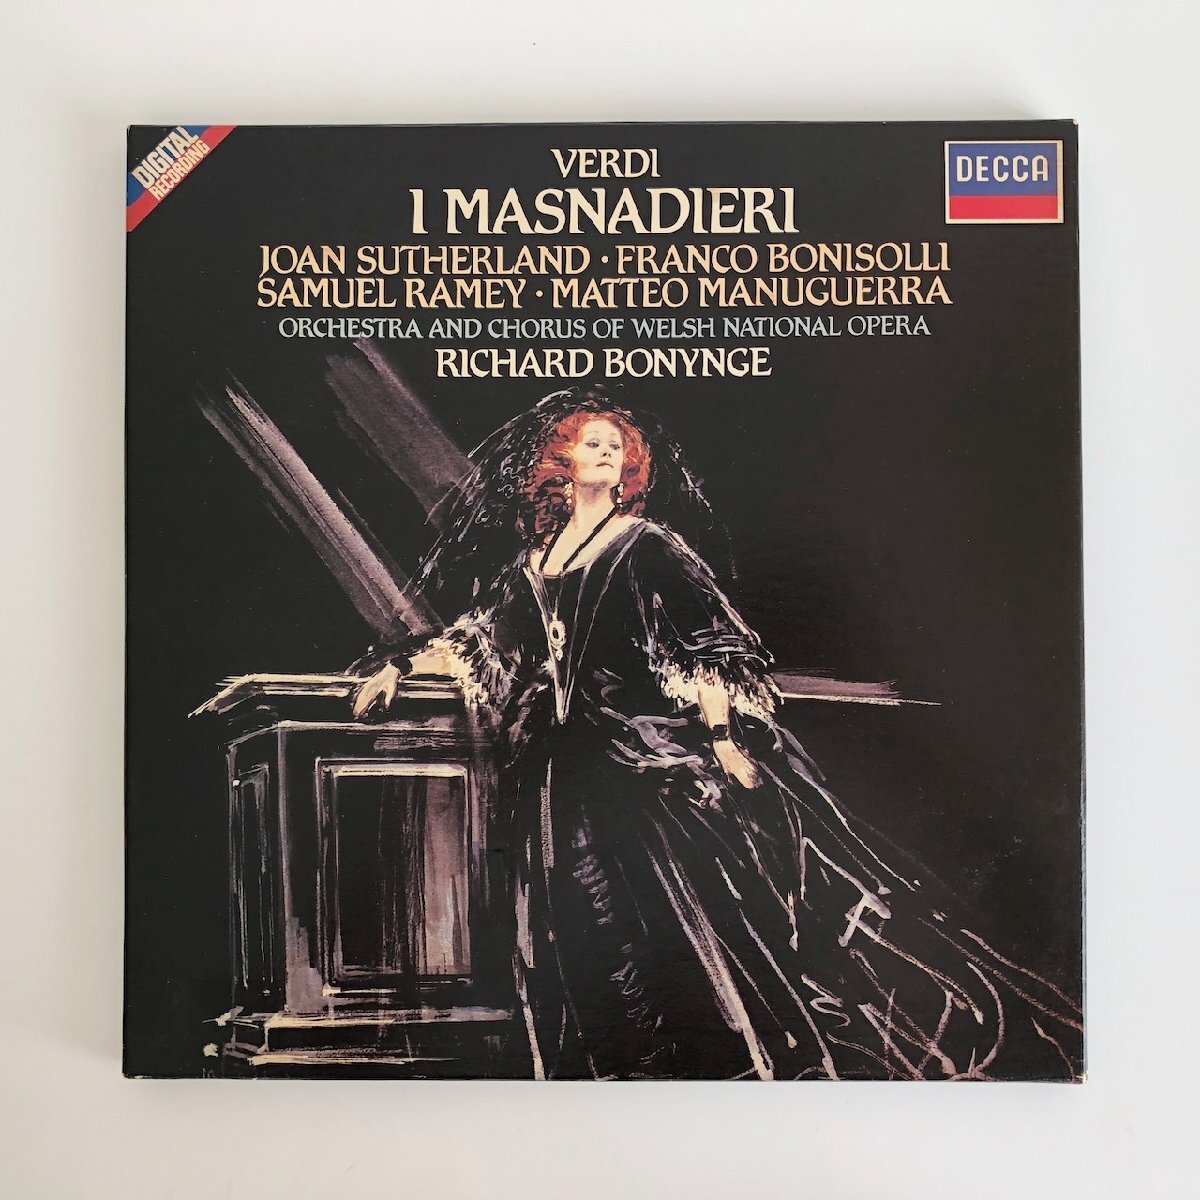 DIGITAL
RECORDING
DECCA
VERDI
I MASNADIERI
JOAN SUTHERLAND · FRANCO BONISOLLI
SAMUEL RAMEY · MATTEO MANUGUERRA
ORCHESTRA AND CHORUS OF WELSH NATIONAL OPERA
RICHARD BONYNGE